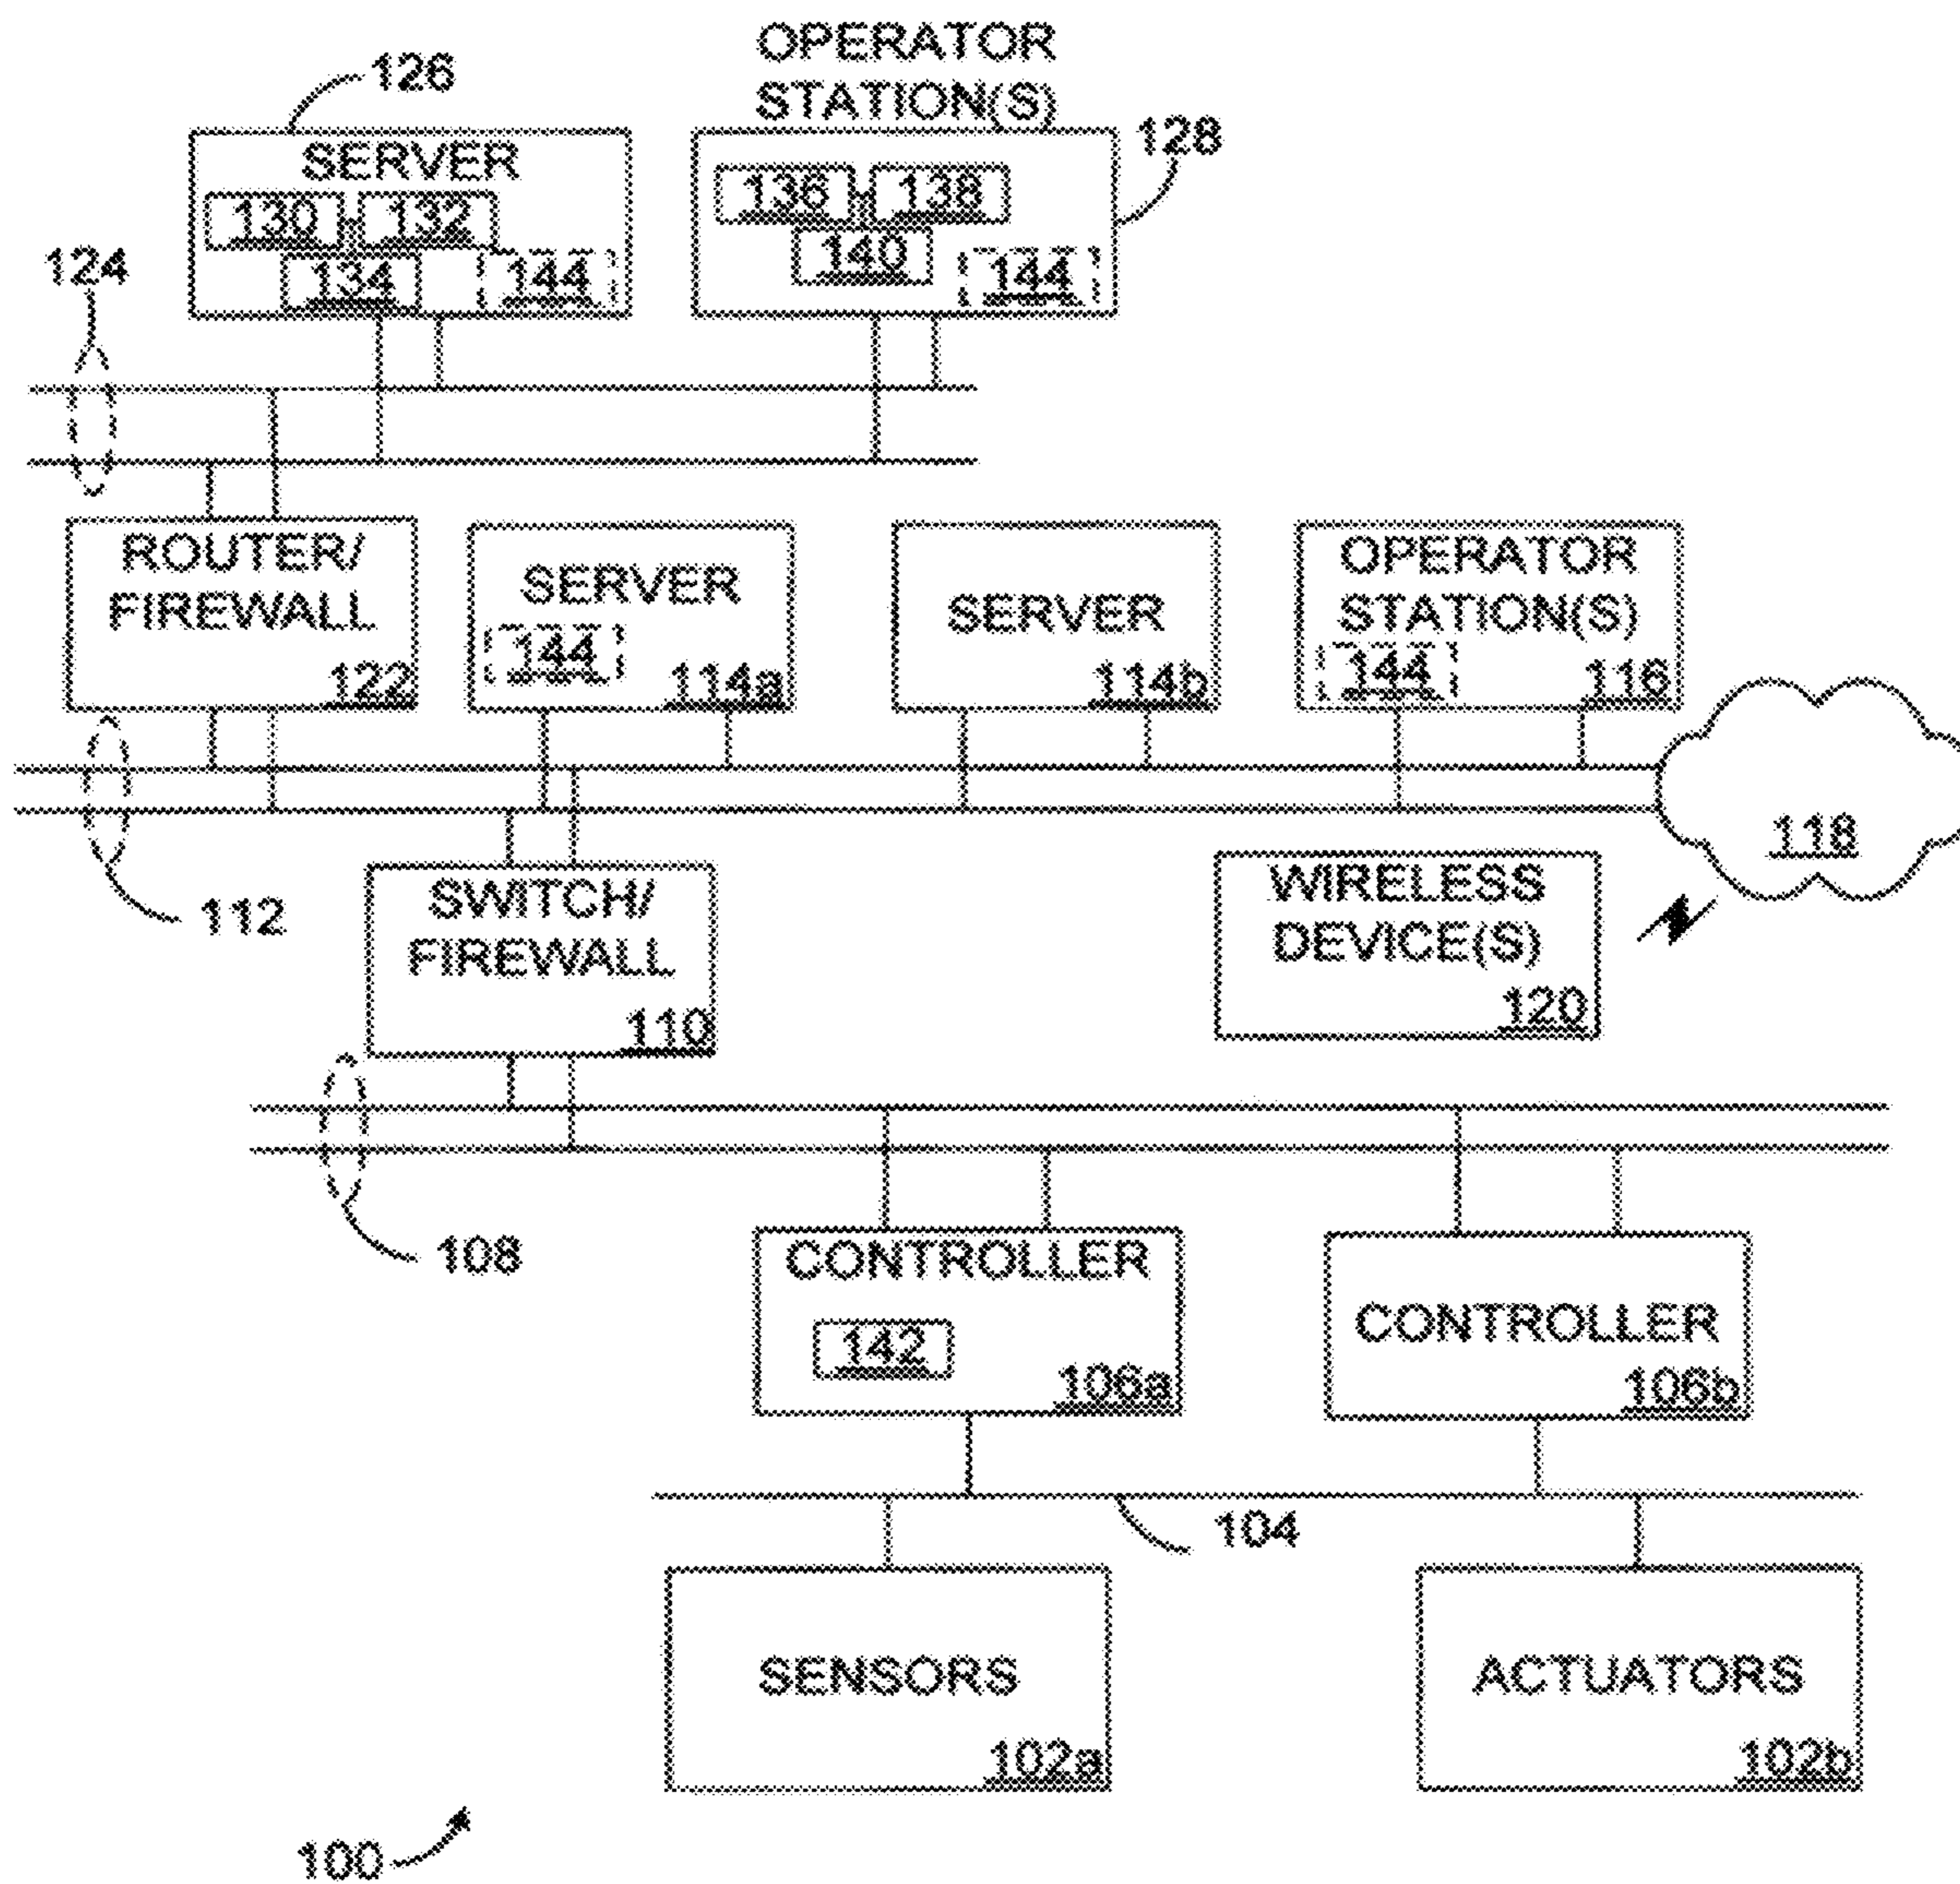 OPERATOR
STATION(S)
126
128
SERVER
130
132
134
144
136
138
140
144
124
ROUTER/
FIREWALL
122
SERVER
144
114a
SERVER
114b
OPERATOR
STATION(S)
144
116
118
112
SWITCH/
FIREWALL
110
WIRELESS
DEVICE(S)
120
108
CONTROLLER
142
106a
CONTROLLER
106b
104
SENSORS
102a
ACTUATORS
102b
100